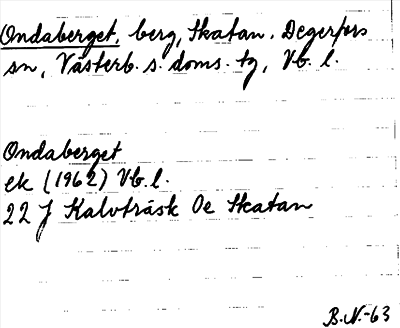 Ondaberget, berg, Skatan. Degerfors
sn, Västerb. s. doms. tg, Vb. l.
Ondaberget
ek (1962) Vb. l.
22 J Kalvträsk Oe Skatan
B.N.-63